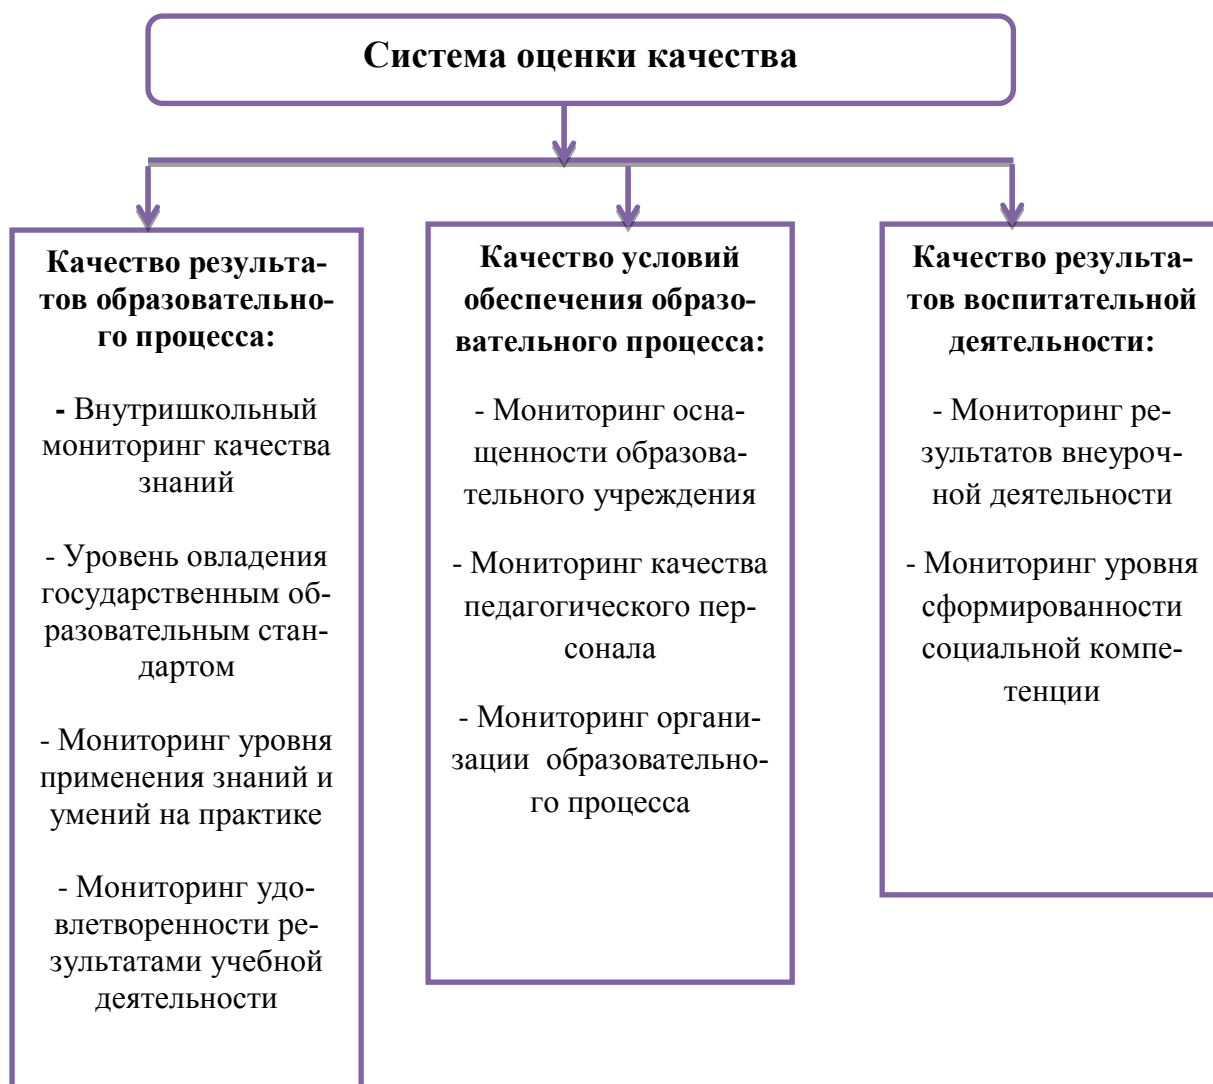 Система оценки качества
Качество результа-
тов образовательно-
го процесса:
- Внутришкольный
мониторинг качества
знаний
- Уровень овладения
государственным об-
разовательным стан-
дартом
- Мониторинг уровня
применения знаний и
умений на практике
- Мониторинг удо-
влетворенности ре-
зультатами учебной
деятельности
Качество условий
обеспечения образо-
вательного процесса:
- Мониторинг осна-
щенности образова-
тельного учреждения
- Мониторинг качества
педагогического пер-
сонала
- Мониторинг органи-
зации  образовательно-
го процесса
Качество результа-
тов воспитательной
деятельности:
- Мониторинг ре-
зультатов внеуроч-
ной деятельности
- Мониторинг уровня
сформированности
социальной компе-
тенции